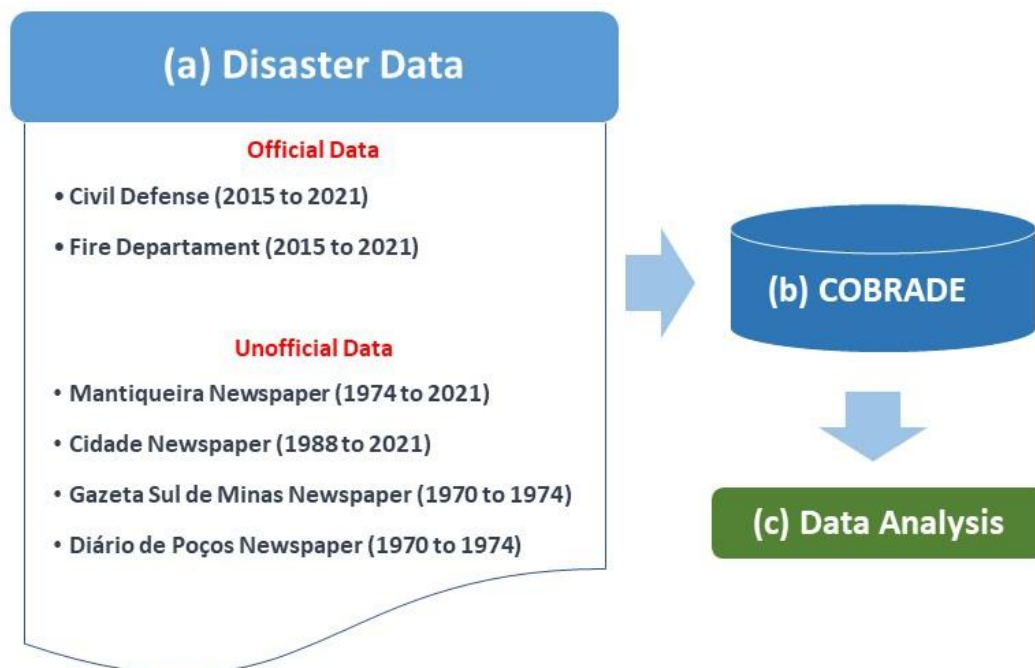 (a) Disaster Data
Official Data
• Civil Defense (2015 to 2021)
• Fire Departament (2015 to 2021)
Unofficial Data
• Mantiqueira Newspaper (1974 to 2021)
• Cidade Newspaper (1988 to 2021)
• Gazeta Sul de Minas Newspaper (1970 to 1974)
• Diário de Poços Newspaper (1970 to 1974)
(b) COBRADE
(c) Data Analysis